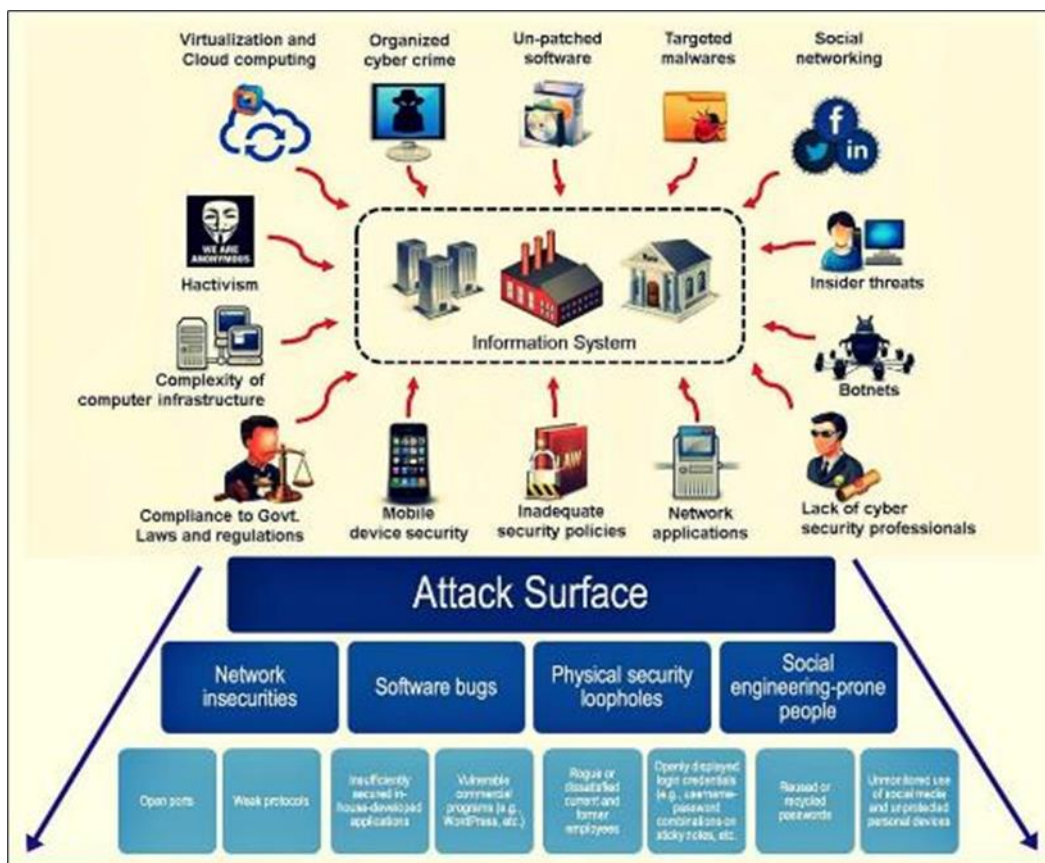 Virtualization and
Cloud computing
Organized
cyber crime
Un-patched
software
Targeted
malwares
Social
networking
f
in
WE ARE
ANONYMOUS
Hactivism
Insider threats
Information System
Complexity of
computer infrastructure
Botnets
LAW
Compliance to Govt.
Laws and regulations
Mobile
device security
Inadequate
security policies
Network
applications
Lack of cyber
security professionals
Attack Surface
Network
insecurities
Software bugs
Physical security
loopholes
Social
engineering-prone
people
Open ports
Weak protocols
Insufficiently
secured in-
house-developed
applications
Vulnerable
commercial
programs (e.g.,
WordPress, etc.)
Rogue or
dissatisfied
current and
former
employees
Openly displayed
login credentials
(e.g., username-
password
combinations on
sticky notes, etc.
Reused or
recycled
passwords
Unmonitored use
of social media
and unprotected
personal devices